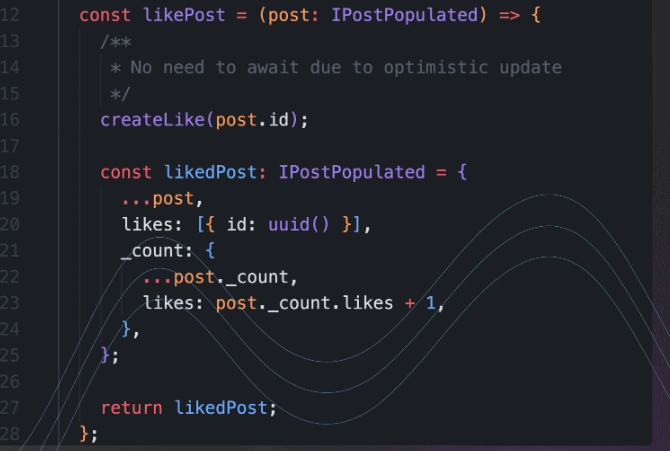 12 const likePost = (post: IPostPopulated) => {
13 /**
14 * No need to await due to optimistic update
15 */
16 createLike(post.id);
17
18 const likedPost: IPostPopulated = {
19 ...post,
20 likes: [{ id: uuid() }],
21 _count: {
22 ...post._count,
23 likes: post._count.likes + 1,
24 },
25 };
26
27 return likedPost;
28 };